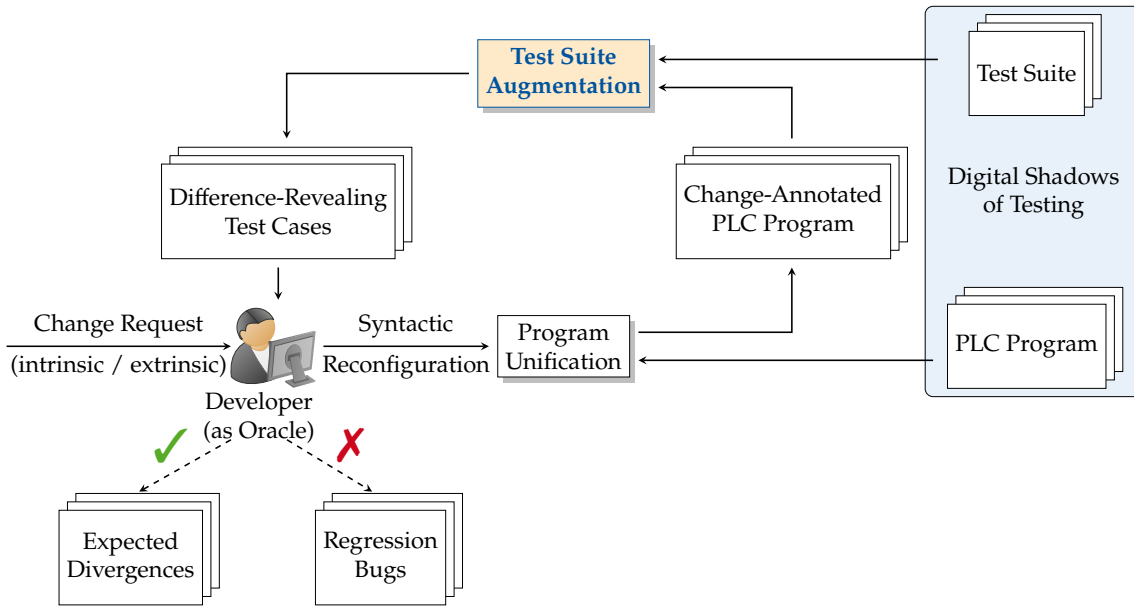 Test Suite
Augmentation
Test Suite
Difference-Revealing
Test Cases
Change-Annotated
PLC Program
Digital Shadows
of Testing
Change Request
(intrinsic / extrinsic)
Syntactic
Reconfiguration
Program
Unification
PLC Program
Developer
(as Oracle)
Expected
Divergences
Regression
Bugs